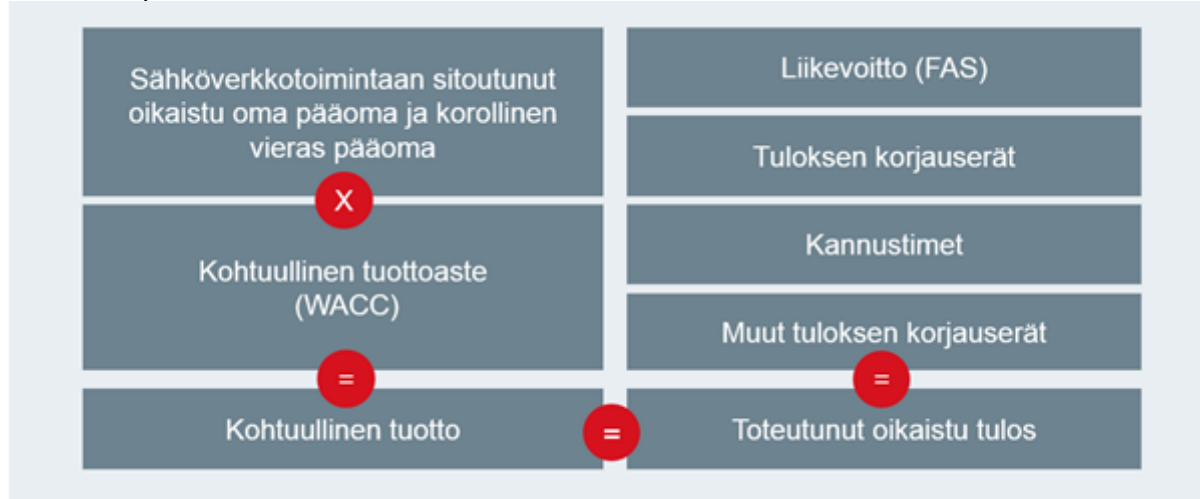 Sähköverkkotoimintaan sitoutunut
oikaistu oma pääoma ja korollinen
vieras pääoma
X
Kohtuullinen tuottoaste
(WACC)
=
Kohtuullinen tuotto
=
Liikevoitto (FAS)
Tuloksen korjauserät
Kannustimet
Muut tuloksen korjauserät
=
Toteutunut oikaistu tulos